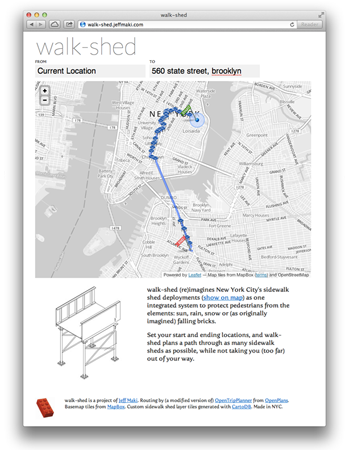 walk-shed
walk-shed.jeffmaki.com
Reader
walk-shed
FROM
TO
Current Location
560 state street, brooklyn
+
-
NEW YORK
Greenpoint
Williamsburg
Brooklyn Heights
Powered by Leaflet — Map tiles from MapBox (terms) and OpenStreetMap
walk-shed (re)imagines New York City's sidewalk
shed deployments (show on map) as one
integrated system to protect pedestrians from the
elements: sun, rain, snow or (as originally
imagined) falling bricks.
Set your start and ending locations, and walk-
shed plans a path through as many sidewalk
sheds as possible, while not taking you (too far)
out of your way.
walk-shed is a project of Jeff Maki. Routing by (a modified version of) OpenTripPlanner from OpenPlans.
Basemap tiles from MapBox. Custom sidewalk shed layer tiles generated with CartoDB. Made in NYC.